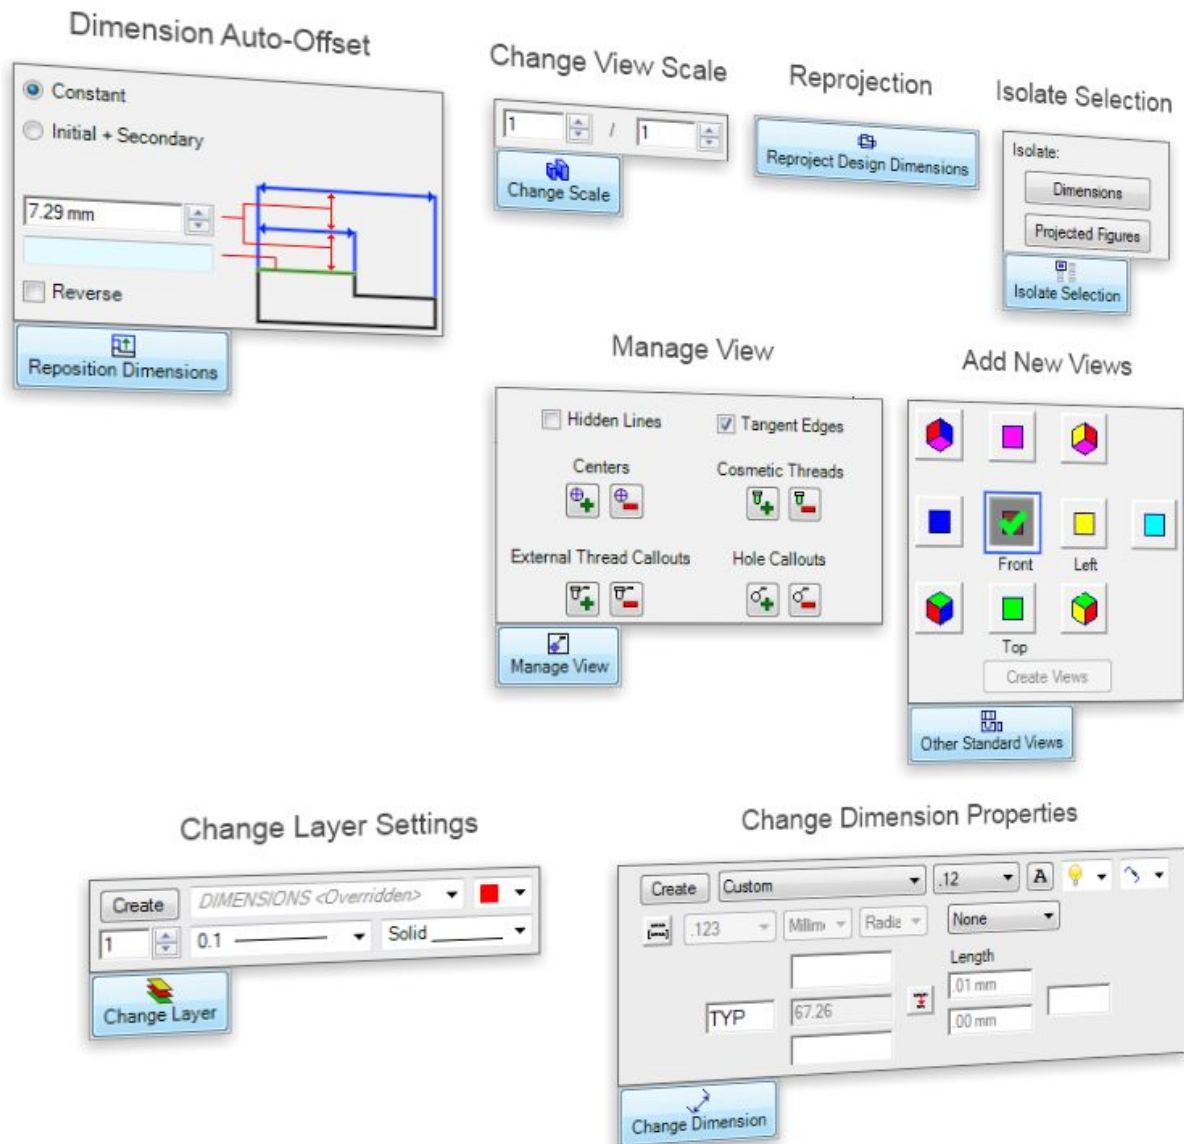 Dimension Auto-Offset
Constant
Initial + Secondary
7.29 mm
Reverse
Reposition Dimensions
Change View Scale
1 / 1
Change Scale
Reprojection
Reproject Design Dimensions
Isolate Selection
Isolate:
Dimensions
Projected Figures
Isolate Selection
Manage View
Hidden Lines Tangent Edges
Centers Cosmetic Threads
External Thread Callouts Hole Callouts
Manage View
Add New Views
Front Left
Top
Create Views
Other Standard Views
Change Layer Settings
Create DIMENSIONS <Overridden>
1 0.1 Solid
Change Layer
Change Dimension Properties
Create Custom .12 A
.123 Millim Radia None
Length
.01 mm
TYP 67.26
.00 mm
Change Dimension